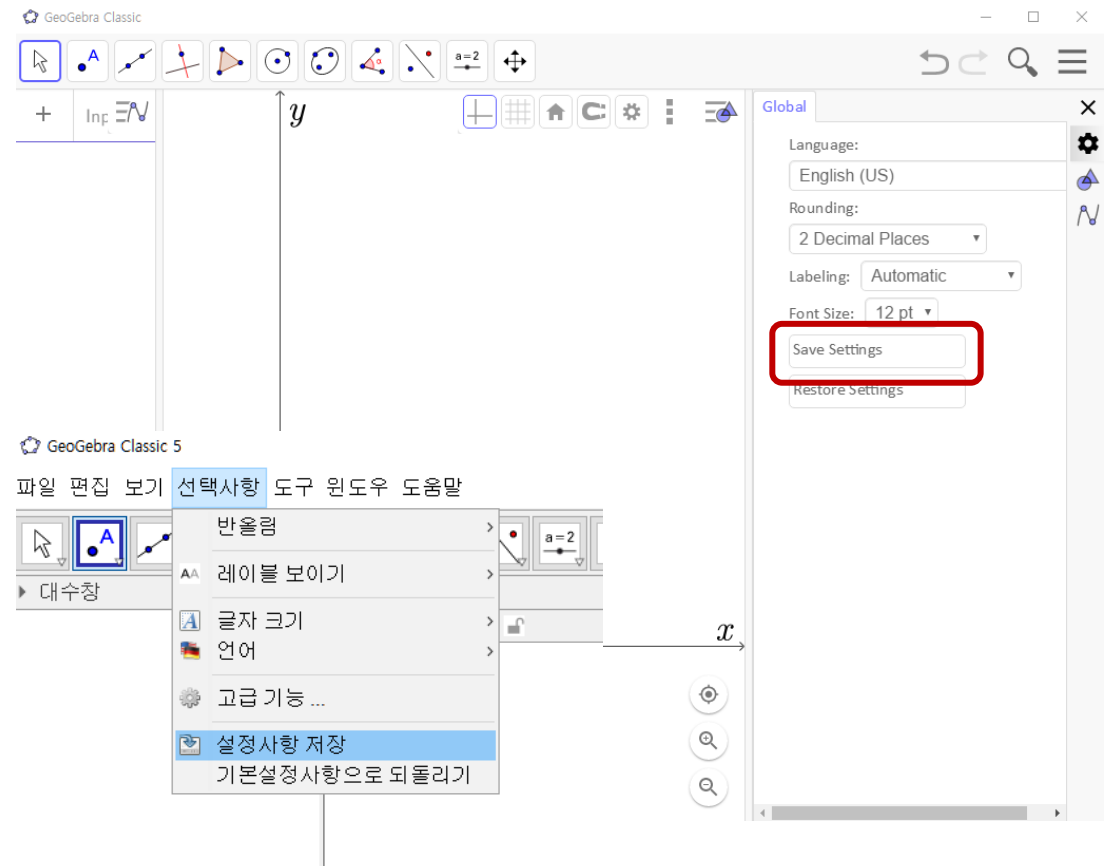 GeoGebra Classic
A
α
a=2
+
Inp
y
Global
Language:
English (US)
Rounding:
2 Decimal Places
Labeling: Automatic
Font Size: 12 pt
Save Settings
Restore Settings
GeoGebra Classic 5
파일 편집 보기 선택사항 도구 윈도우 도움말
A
a=2
반올림
대수창
AA 레이블 보이기
A 글자 크기
언어
고급 기능 ...
설정사항 저장
기본설정사항으로 되돌리기
x